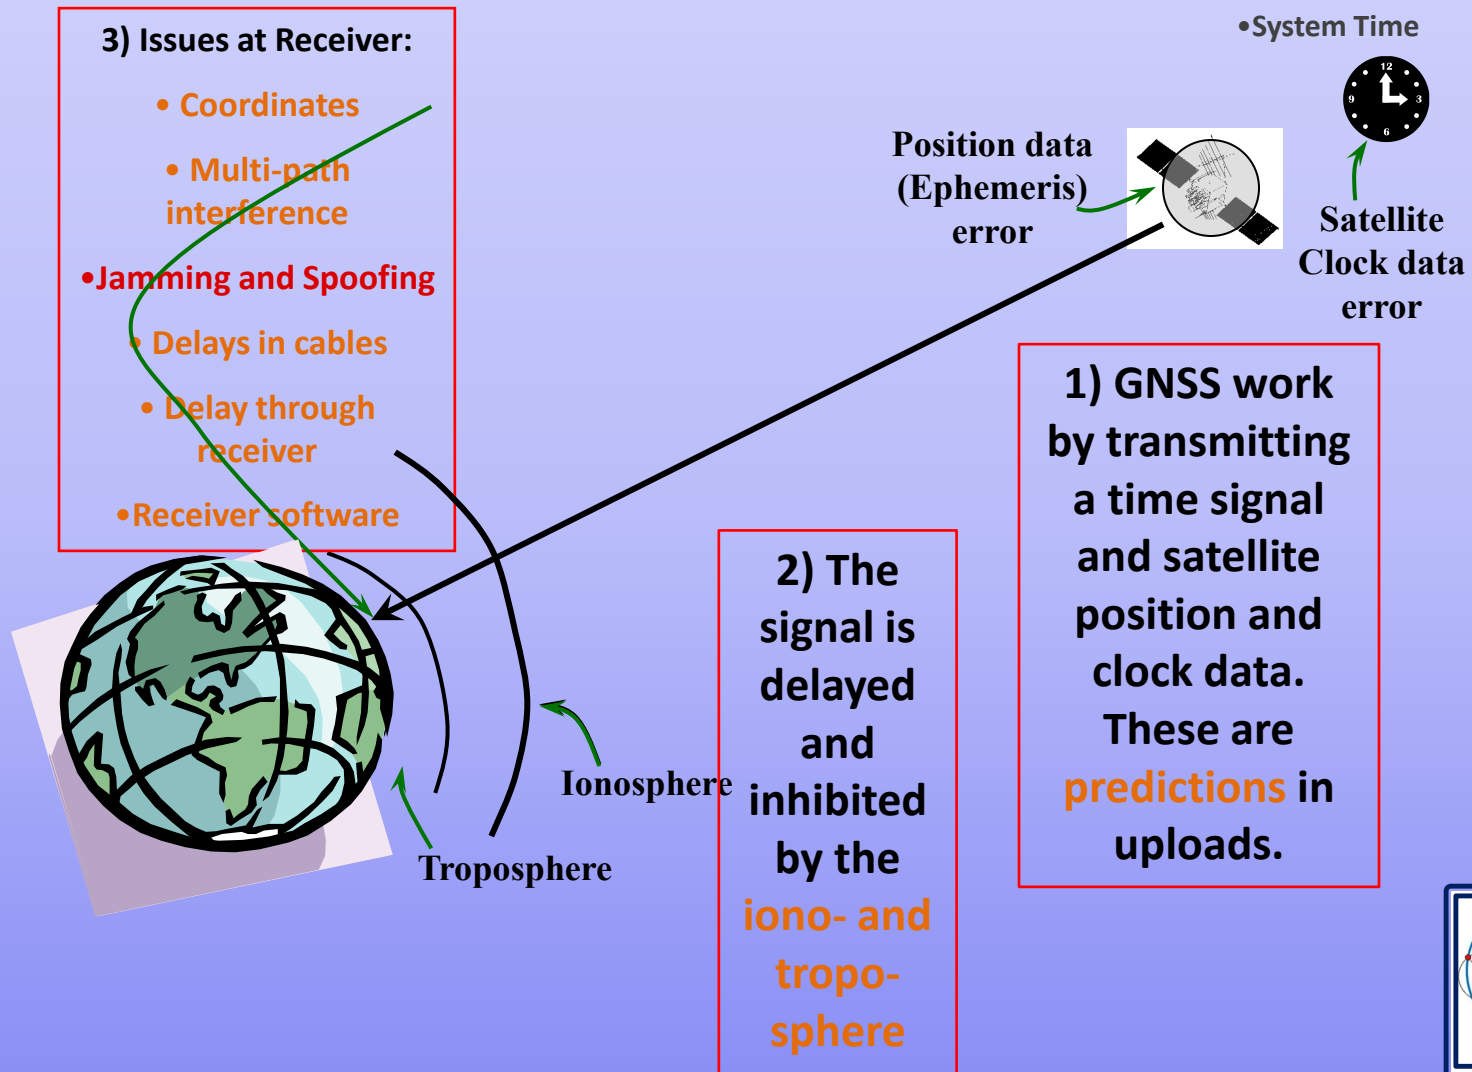 3) Issues at Receiver:
• Coordinates
• Multi-path
interference
•Jamming and Spoofing
• Delays in cables
• Delay through
receiver
•Receiver software
•System Time
12
9
3
6
Position data
(Ephemeris)
error
Satellite
Clock data
error
1) GNSS work
by transmitting
a time signal
and satellite
position and
clock data.
These are
predictions in
uploads.
2) The
signal is
delayed
and
inhibited
by the
iono- and
tropo-
sphere
Ionosphere
Troposphere